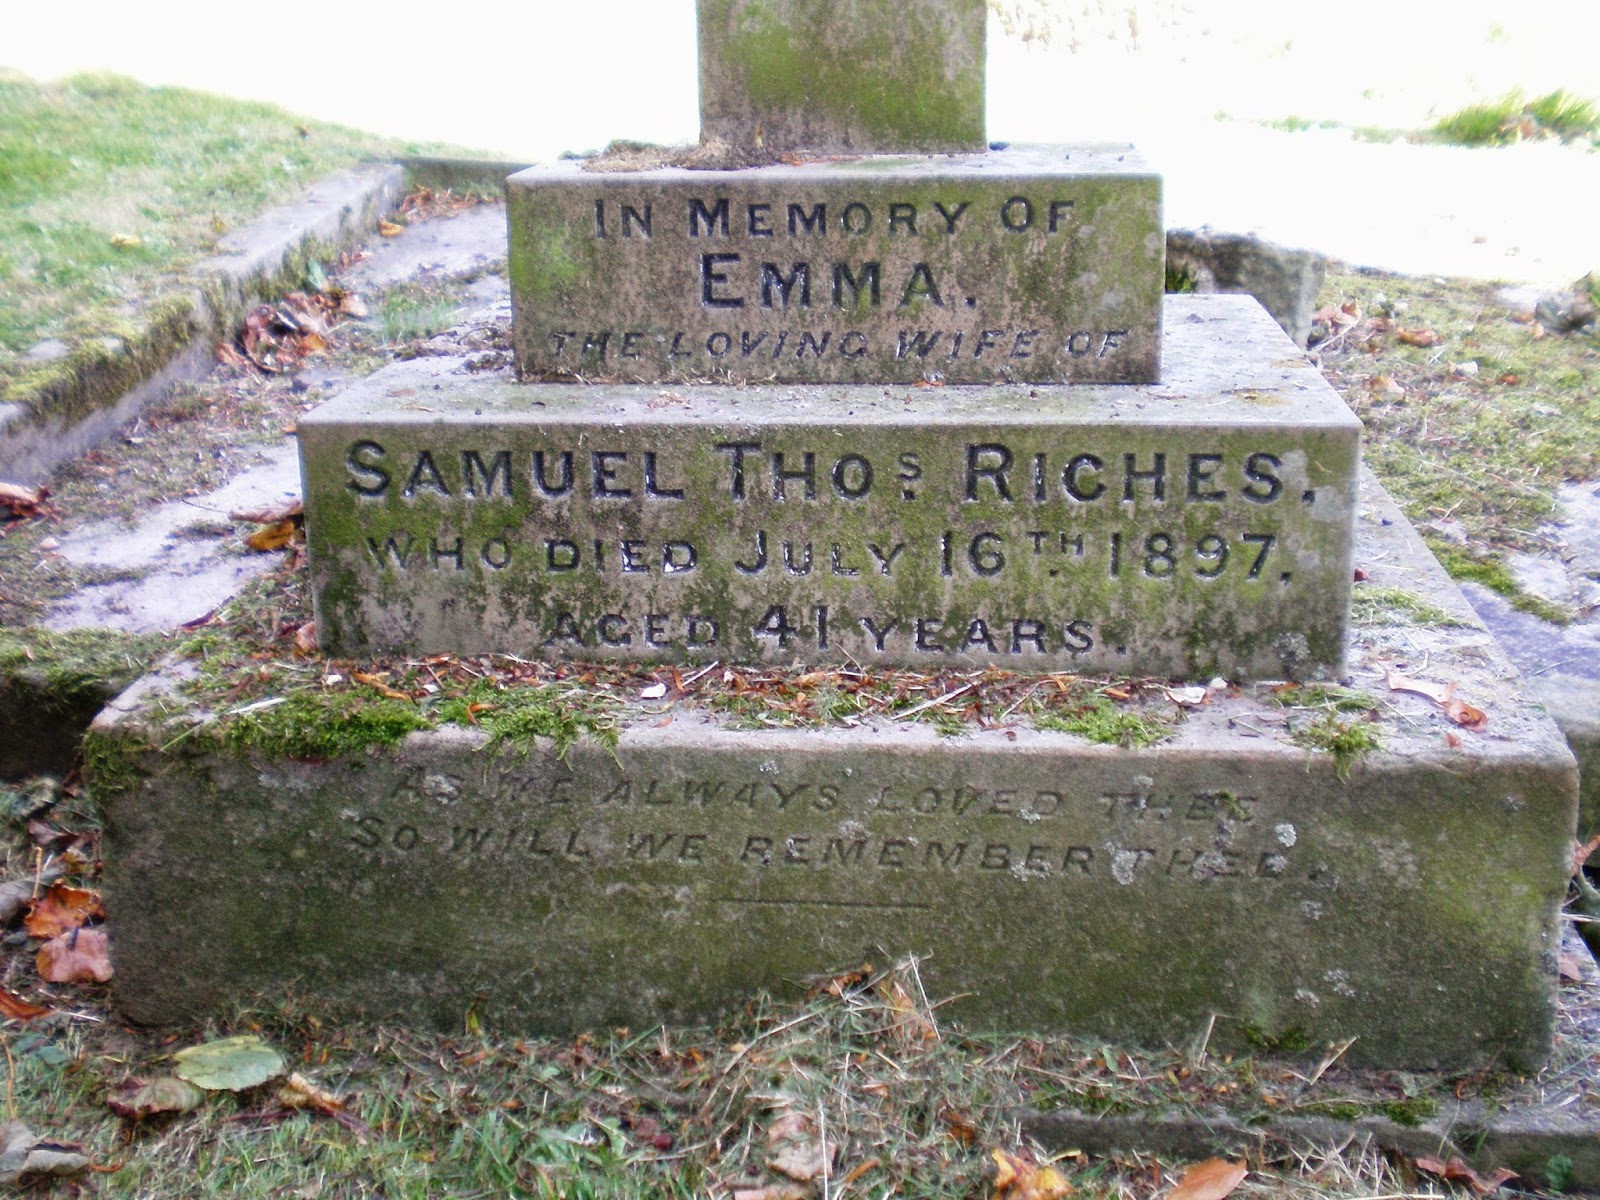 IN MEMORY OF
EMMA.
THE LOVING WIFE OF
SAMUEL THOS. RICHES.
WHO DIED JULY 16TH. 1897.
AGED 41 YEARS.
AS WE ALWAYS LOVED THEE
SO WILL WE REMEMBER THEE.